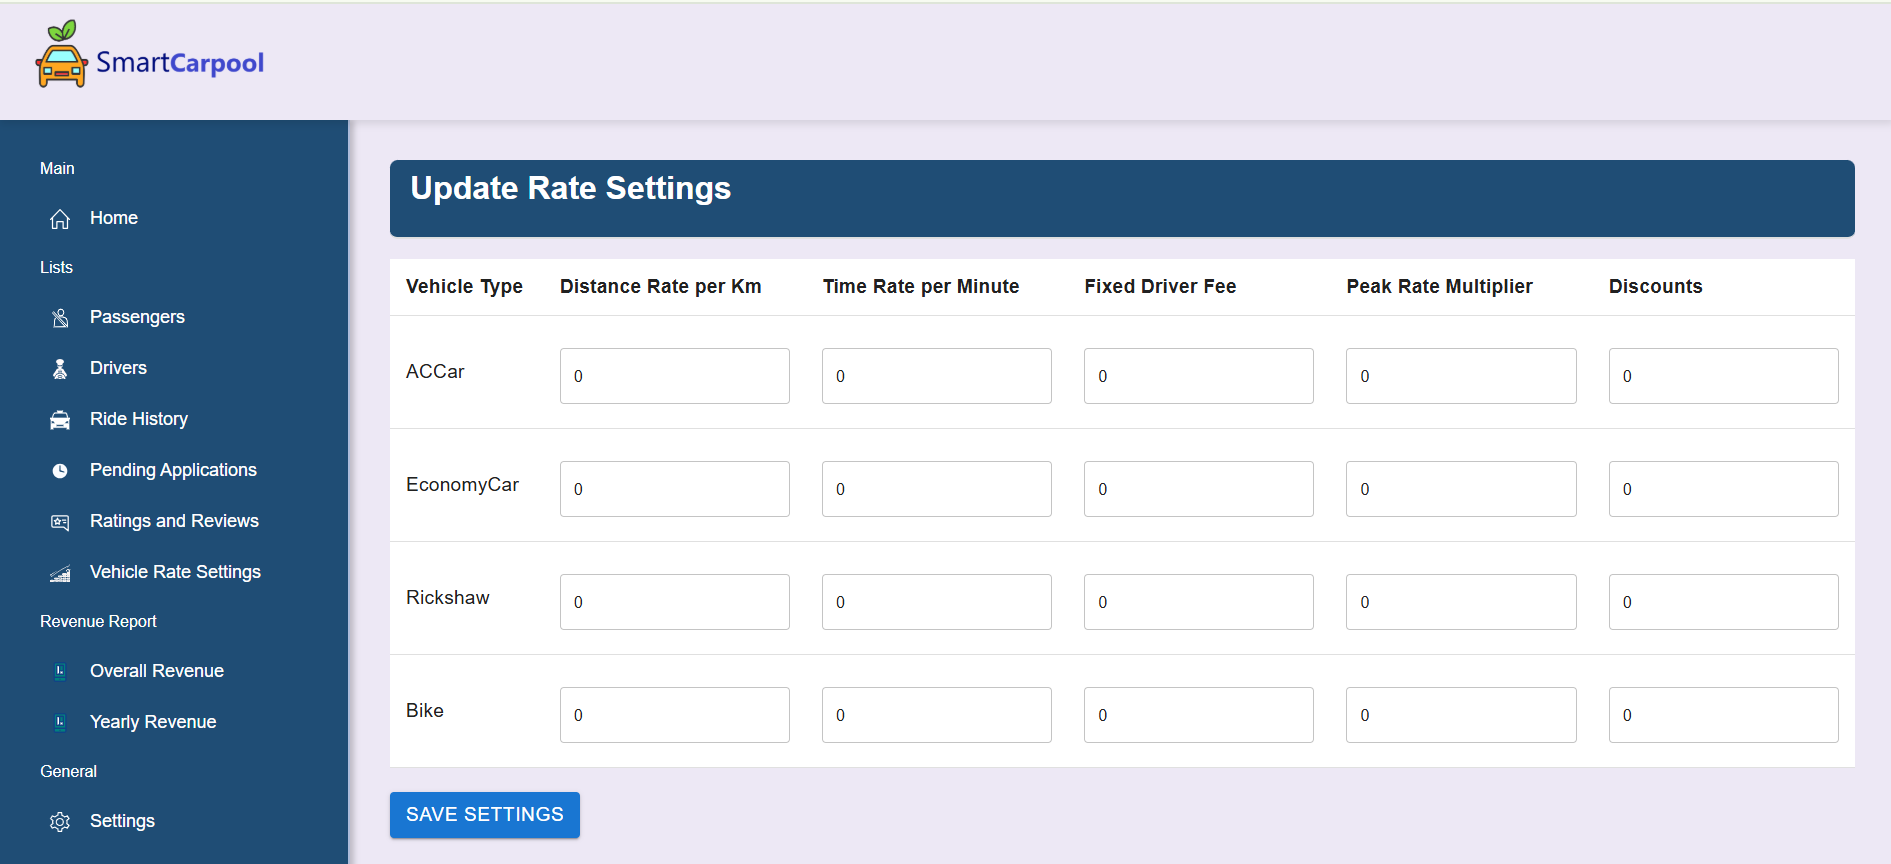 SmartCarpool
Main
Home
Lists
Passengers
Drivers
Ride History
Pending Applications
Ratings and Reviews
Vehicle Rate Settings
Revenue Report
Overall Revenue
Yearly Revenue
General
Settings
Update Rate Settings
Vehicle Type Distance Rate per Km Time Rate per Minute Fixed Driver Fee Peak Rate Multiplier Discounts
ACCar 0 0 0 0 0
EconomyCar 0 0 0 0 0
Rickshaw 0 0 0 0 0
Bike 0 0 0 0 0
SAVE SETTINGS